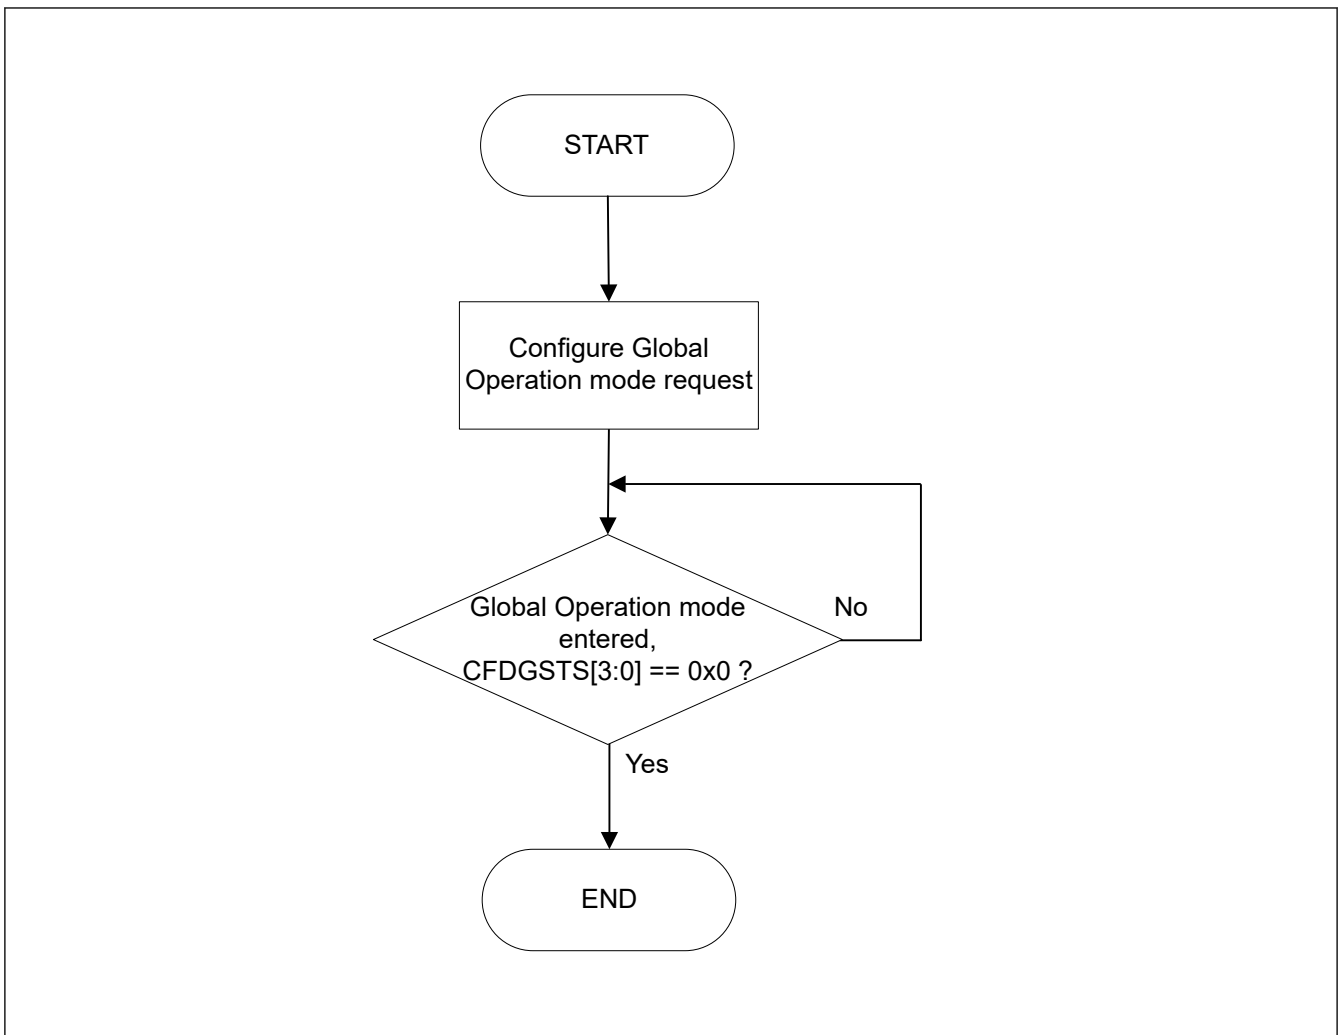 START
Configure Global
Operation mode request
Global Operation mode
entered,
CFDGSTS[3:0] == 0x0 ?
No
Yes
END